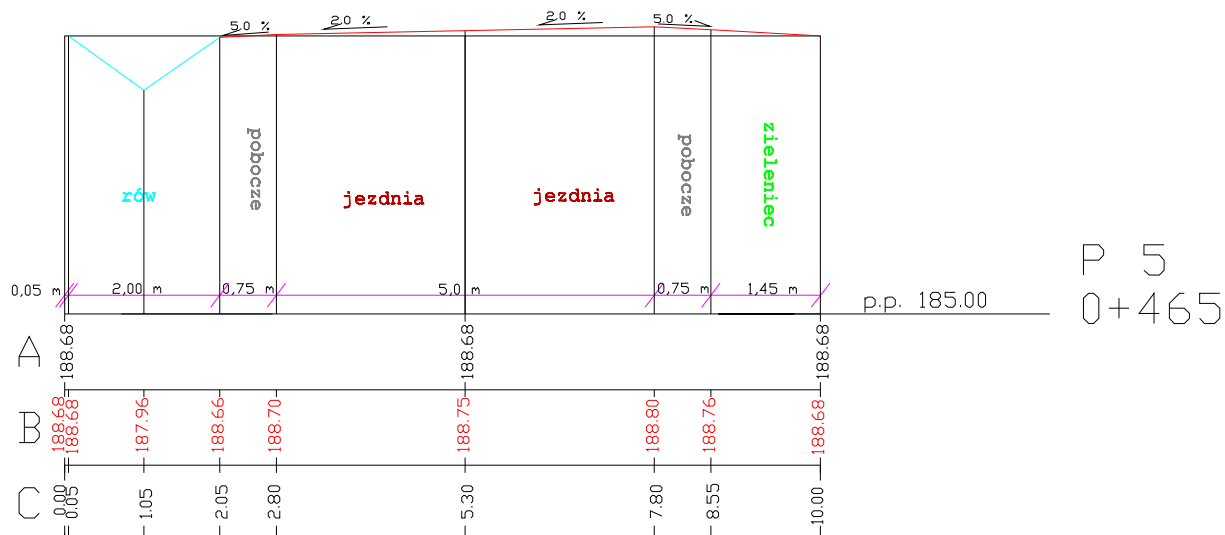 5.0 %
2.0 %
2.0 %
5.0 %
pobocze
pobocze
zieleniec
rów
jezdnia
jezdnia
0,05 m
2,00 m
0,75 m
5,0 m
0,75 m
1,45 m
p.p. 185.00
P 5
0+465
A
188.68
188.68
188.68
B
188.68
188.68
187.96
188.66
188.70
188.75
188.80
188.76
188.68
C
0.00
0.05
1.05
2.05
2.80
5.30
7.80
8.55
10.00